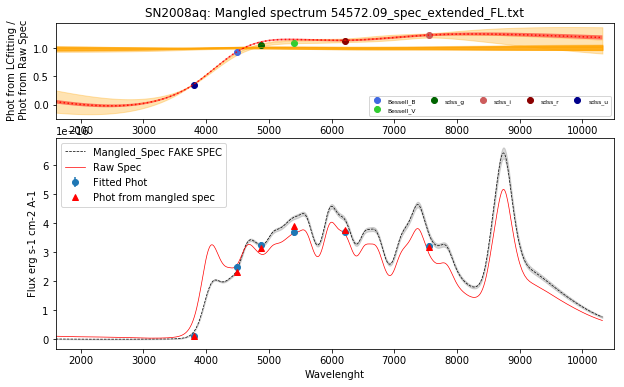 SN2008aq: Mangled spectrum 54572.09_spec_extended_FL.txt
Phot from LCfitting /
Phot from Raw Spec
1.0
0.5
0.0
Bessell_B
Bessell_V
sdss_g
sdss_i
sdss_r
sdss_u
2000 3000 4000 5000 6000 7000 8000 9000 10000
Flux erg s-1 cm-2 A-1
6
5
4
3
2
1
0
Mangled_Spec FAKE SPEC
Raw Spec
Fitted Phot
Phot from mangled spec
2000 3000 4000 5000 6000 7000 8000 9000 10000
Wavelenght